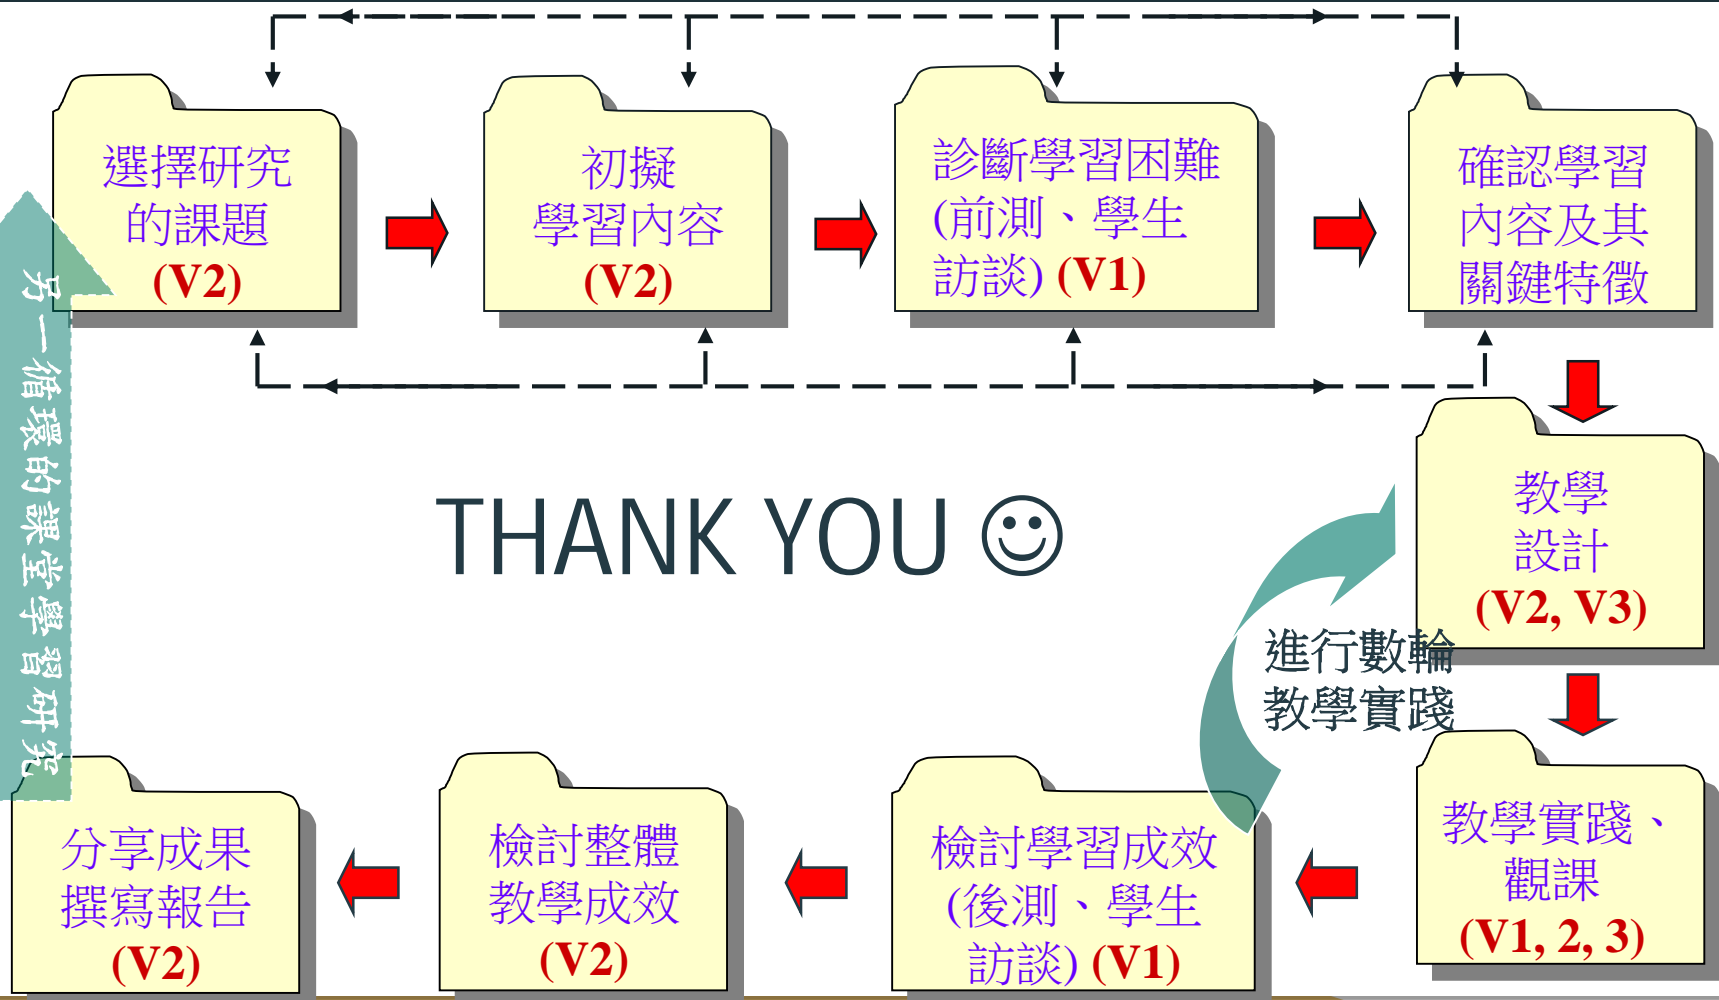 選擇研究
的課題
(V2)
初擬
學習內容
(V2)
診斷學習困難
(前測、學生
訪談) (V1)
確認學習
內容及其
關鍵特徵
另一循環的課堂學習研究
THANK YOU ☺
教學
設計
(V2, V3)
進行數輪
教學實踐
教學實踐、
觀課
(V1, 2, 3)
檢討學習成效
(後測、學生
訪談) (V1)
檢討整體
教學成效
(V2)
分享成果
撰寫報告
(V2)